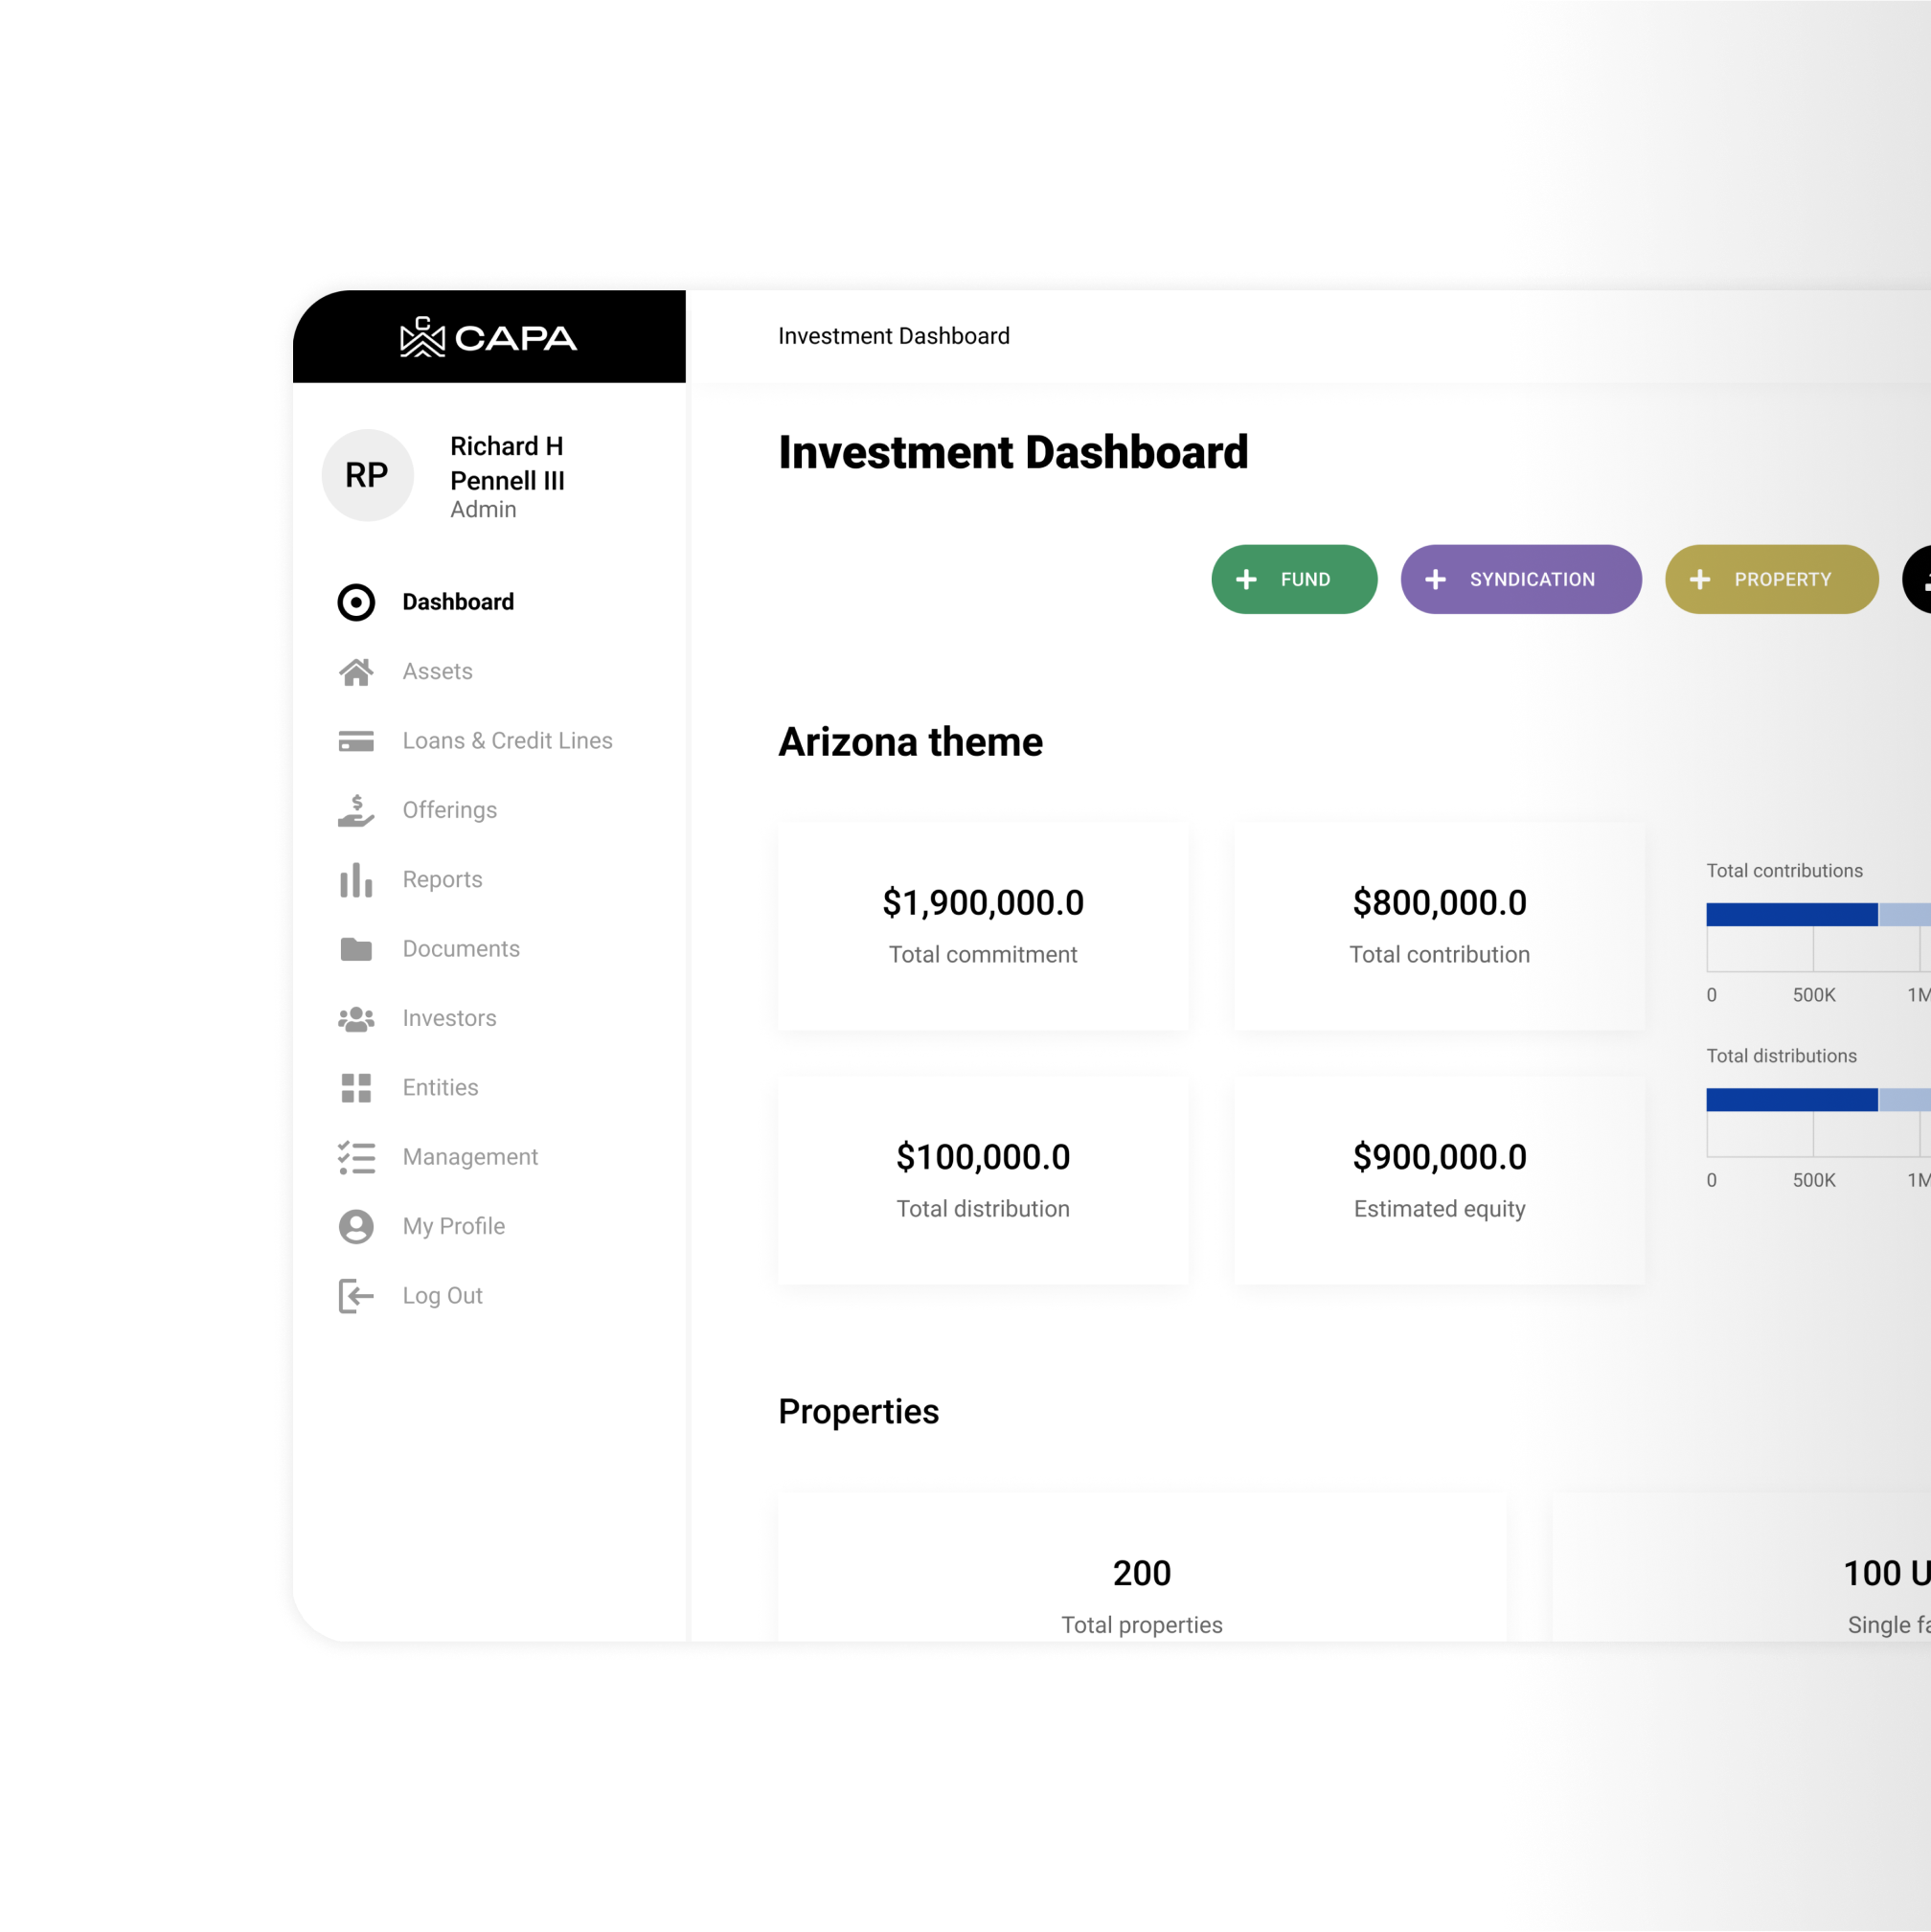 CAPA
Investment Dashboard
RP
Richard H
Pennell III
Admin
Dashboard
Assets
Loans & Credit Lines
Offerings
Reports
Documents
Investors
Entities
Management
My Profile
Log Out
Investment Dashboard
FUND
SYNDICATION
PROPERTY
Arizona theme
$1,900,000.0
Total commitment
$800,000.0
Total contribution
$100,000.0
Total distribution
$900,000.0
Estimated equity
Total contributions
0 500K
Total distributions
0 500K
Properties
200
Total properties
100
Single